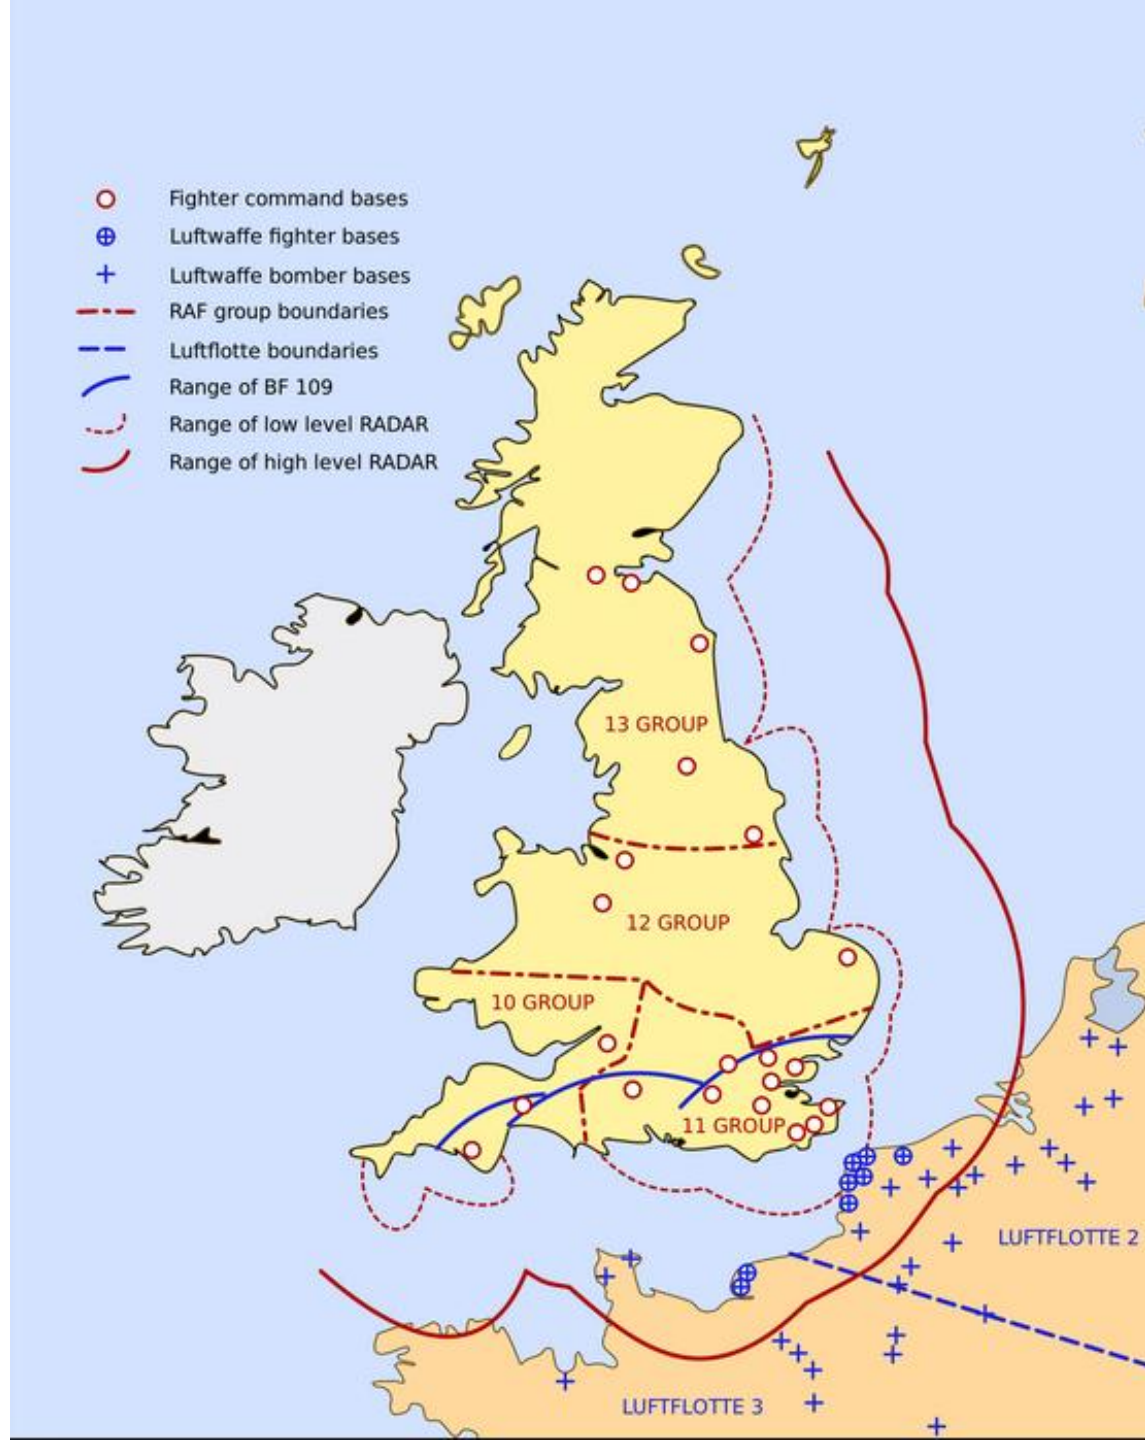 Fighter command bases
Luftwaffe fighter bases
Luftwaffe bomber bases
RAF group boundaries
Luftflotte boundaries
Range of BF 109
Range of low level RADAR
Range of high level RADAR
13 GROUP
12 GROUP
10 GROUP
11 GROUP
LUFTFLOTTE 2
LUFTFLOTTE 3